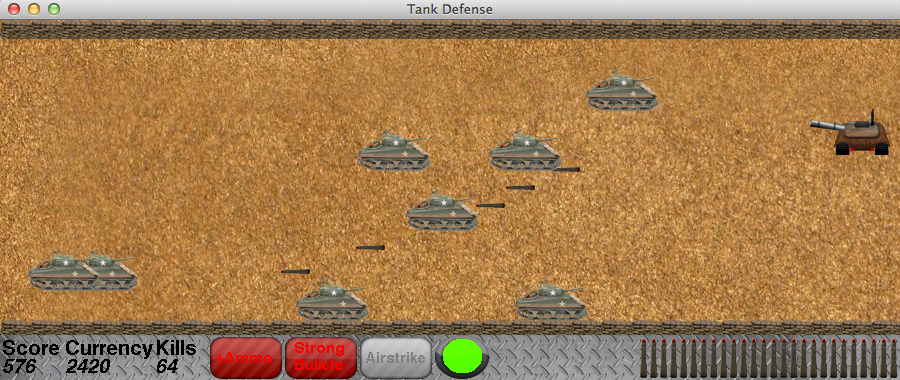 Tank Defense
Score Currency Kills
576 2420 64
+Ammo
Strong
Bullets
Airstrike